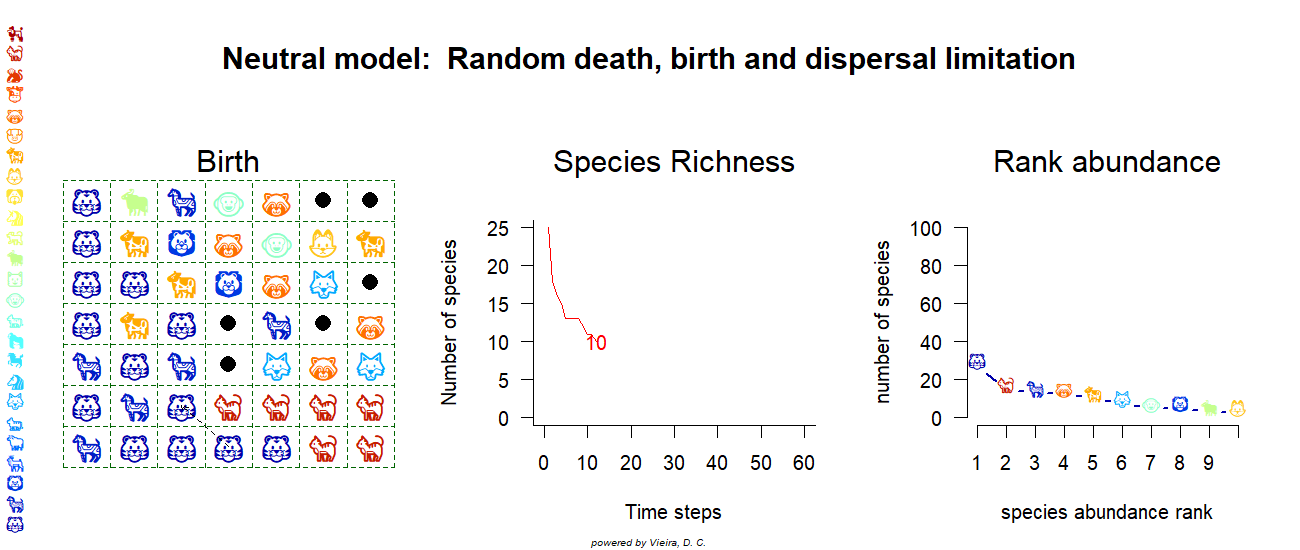 Neutral model: Random death, birth and dispersal limitation
Birth
Species Richness
Number of species
25
20
15
10
5
0
10
0 10 20 30 40 50 60
Time steps
Rank abundance
number of species
100
80
60
40
20
0
1 2 3 4 5 6 7 8 9
species abundance rank
powered by Vieira, D. C.